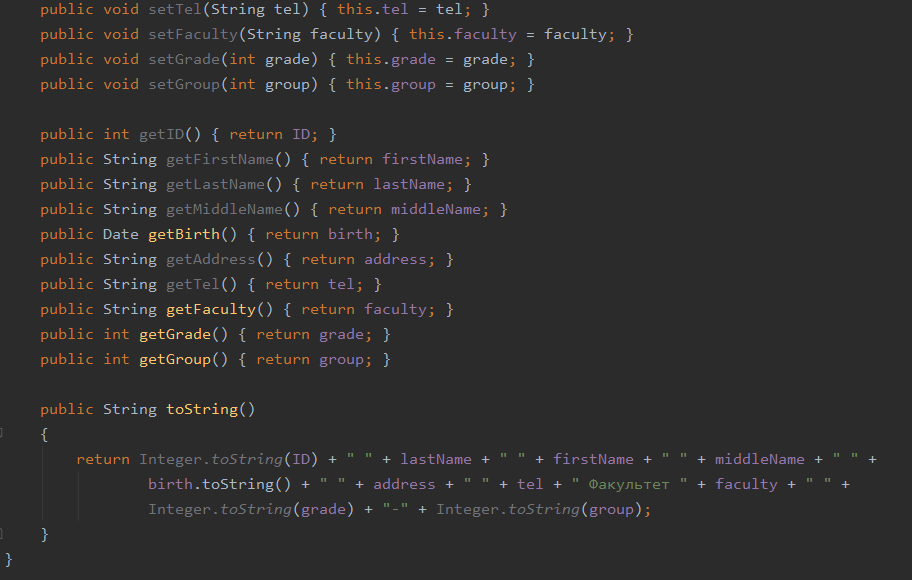 public void setTel(String tel) { this.tel = tel; }
public void setFaculty(String faculty) { this.faculty = faculty; }
public void setGrade(int grade) { this.grade = grade; }
public void setGroup(int group) { this.group = group; }
public int getID() { return ID; }
public String getFirstName() { return firstName; }
public String getLastName() { return lastName; }
public String getMiddleName() { return middleName; }
public Date getBirth() { return birth; }
public String getAddress() { return address; }
public String getTel() { return tel; }
public String getFaculty() { return faculty; }
public int getGrade() { return grade; }
public int getGroup() { return group; }
public String toString()
{
return Integer.toString(ID) + " " + lastName + " " + firstName + " " + middleName + " " +
birth.toString() + " " + address + " " + tel + " Факультет " + faculty + " " +
Integer.toString(grade) + "-" + Integer.toString(group);
}
}